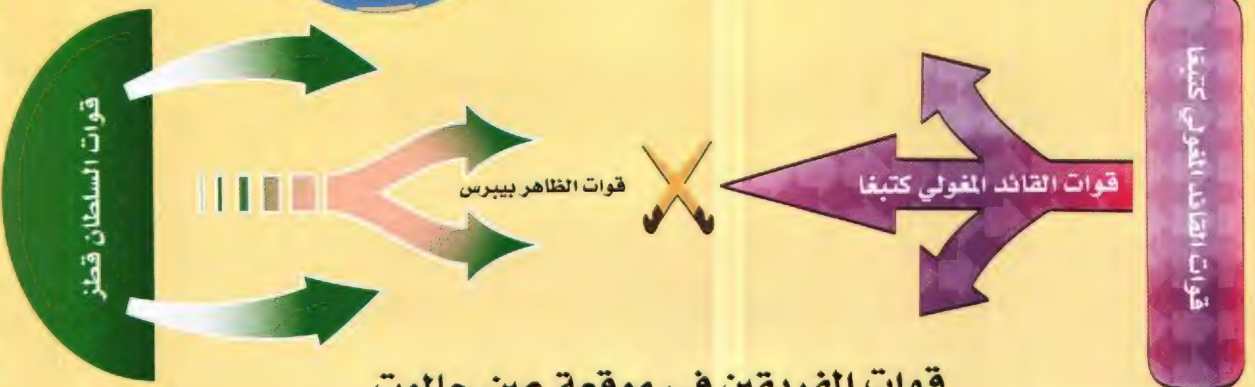 قوات القائد المغولي كتبغا
قوات القائد المغولي كتبغا
قوات الظاهر بيبرس
قوات السلطان قطز
قوات الفريقين في موقعة عين جالوت